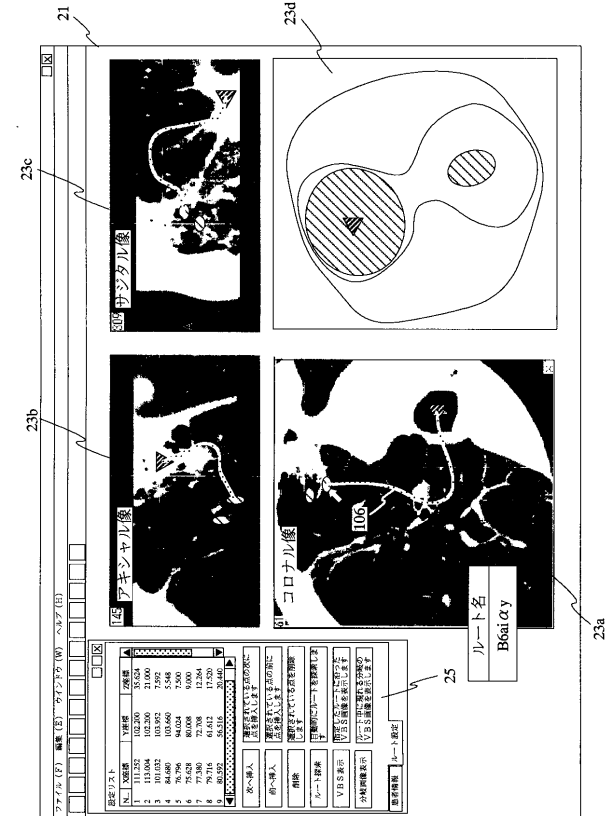 21
ファイル (F) 編集 (E) ウインドウ (W) ヘルプ (H)
23b
23c
145
アキシャル像
309
サジタル像
設定リスト
N... X座標 Y座標 Z座標
1 111.252 102.200 35.624
2 113.004 102.200 21.000
3 101.032 103.952 7.592
4 84.680 103.660 5.548
5 76.796 94.024 7.500
6 75.628 80.008 9.000
7 77.380 72.708 12.264
8 79.716 61.612 17.520
9 80.592 56.516 20.440
次へ挿入 選択されている点の次に
点を挿入します
前へ挿入 選択されている点の前に
点を挿入します
削除 選択されている点を削除
します
ルート探索 自動的にルートを探索しま
す
VBS表示 指定したルートに沿った
VBS画像を表示します
分岐画像表示 ルート中に現れる分岐の
VBS画像を表示します
患者情報 ルート設定
25
61
コロナル像
106
ルート名
B6aiαy
23a
23d